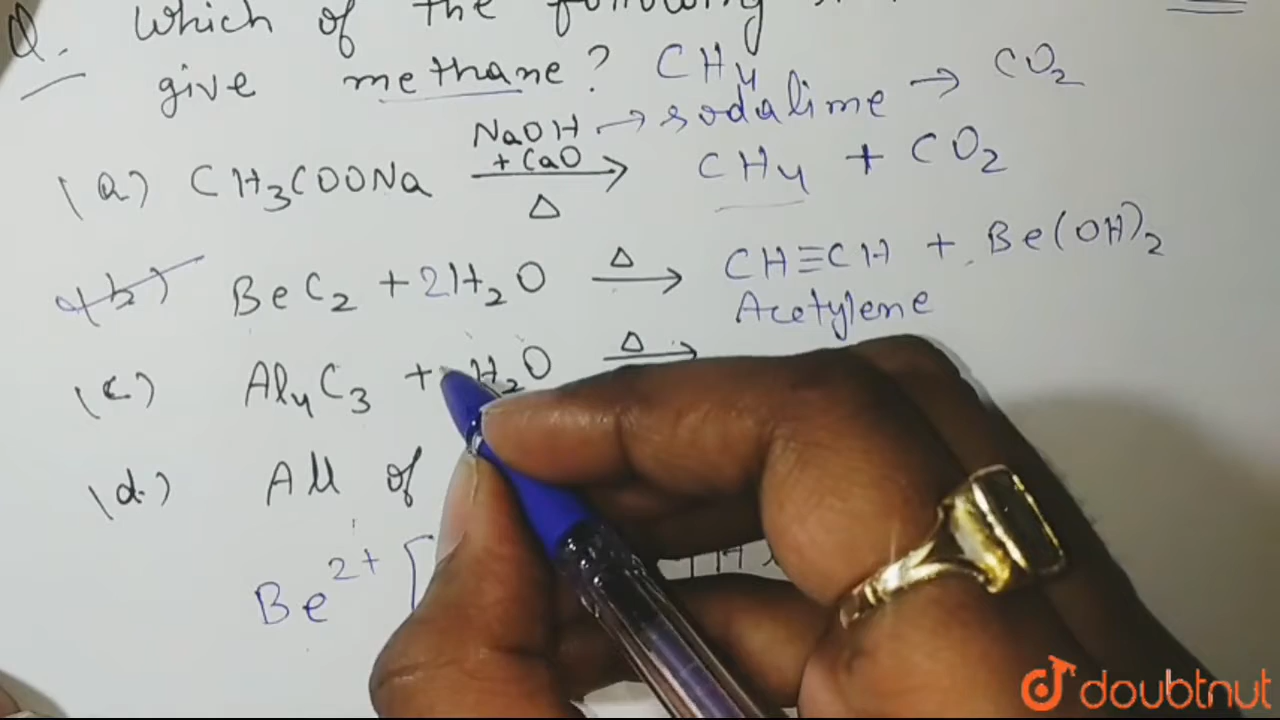 Q. Which of the following
give methane? CH4
NaOH → sodalime → CO2
+ CaO
(a) CH3COONa → CH4 + CO2
Δ
Δ
(b) BeC2 + 2H2O → CH≡CH + Be(OH)2
Acetylene
Δ
(c) Al4C3 + H2O →
(d) All of
Be2+ [
doubtnut